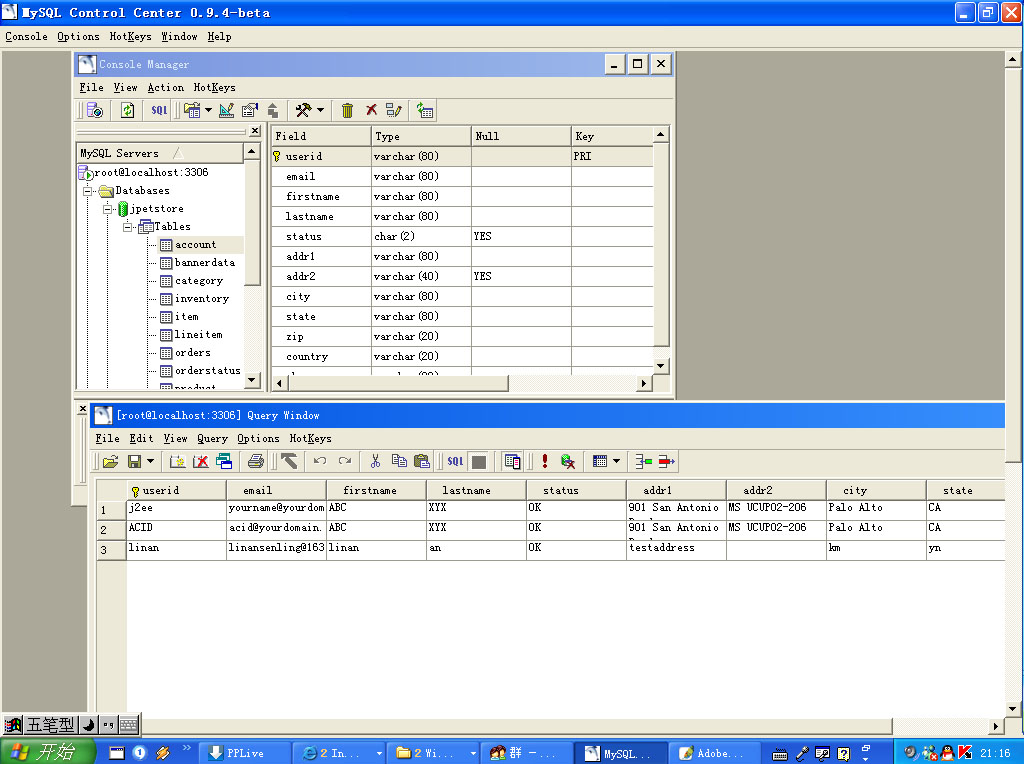 MySQL Control Center 0.9.4-beta
Console Options HotKeys Window Help
Console Manager
File View Action HotKeys
SQL
MySQL Servers
root@localhost:3306
Databases
jpetstore
Tables
account
bannerdata
category
inventory
item
lineitem
orders
orderstatus
product
Field Type Null Key
userid varchar(80) PRI
email varchar(80)
firstname varchar(80)
lastname varchar(80)
status char(2) YES
addr1 varchar(80)
addr2 varchar(40) YES
city varchar(80)
state varchar(80)
zip varchar(20)
country varchar(20)
[root@localhost:3306] Query Window
File Edit View Query Options HotKeys
SQL
userid email firstname lastname status addr1 addr2 city state
1 j2ee yourname@yourdom ABC XYX OK 901 San Antonio MS UCUP02-206 Palo Alto CA
2 ACID acid@yourdomain. ABC XYX OK 901 San Antonio MS UCUP02-206 Palo Alto CA
3 linan linansenling@163 linan an OK testaddress km yn
五笔型
开始 PPLive 2 In... 2 Wi... 群 一... MySQL... Adobe... 21:16